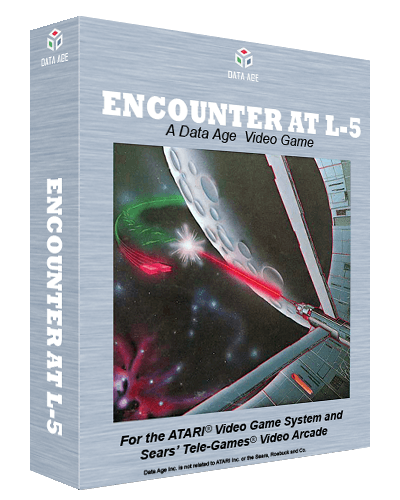 DATA AGE
ENCOUNTER AT L-5
DATA AGE
ENCOUNTER AT L-5
A Data Age Video Game
For the ATARI® Video Game System and
Sears' Tele-Games® Video Arcade
Data Age Inc. is not related to ATARI Inc. or the Sears, Roebuck and Co.